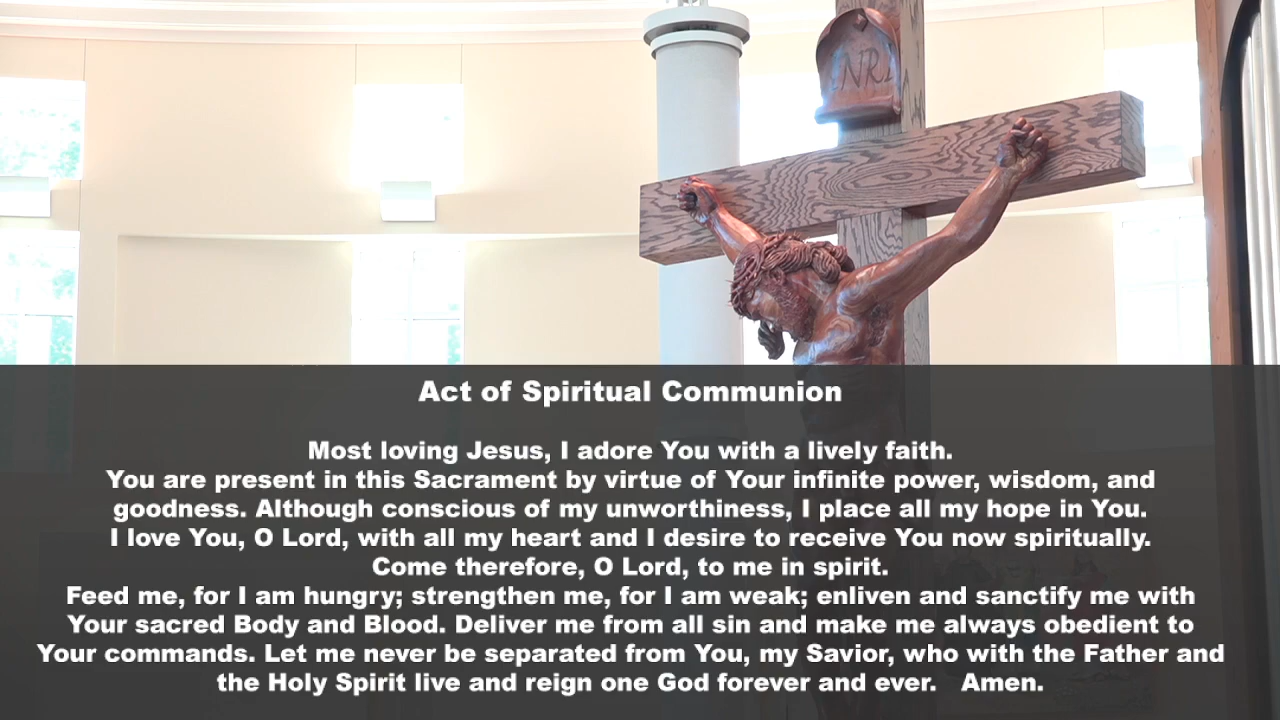 INRI
Act of Spiritual Communion
Most loving Jesus, I adore You with a lively faith.
You are present in this Sacrament by virtue of Your infinite power, wisdom, and
goodness. Although conscious of my unworthiness, I place all my hope in You.
I love You, O Lord, with all my heart and I desire to receive You now spiritually.
Come therefore, O Lord, to me in spirit.
Feed me, for I am hungry; strengthen me, for I am weak; enliven and sanctify me with
Your sacred Body and Blood. Deliver me from all sin and make me always obedient to
Your commands. Let me never be separated from You, my Savior, who with the Father and
the Holy Spirit live and reign one God forever and ever. Amen.